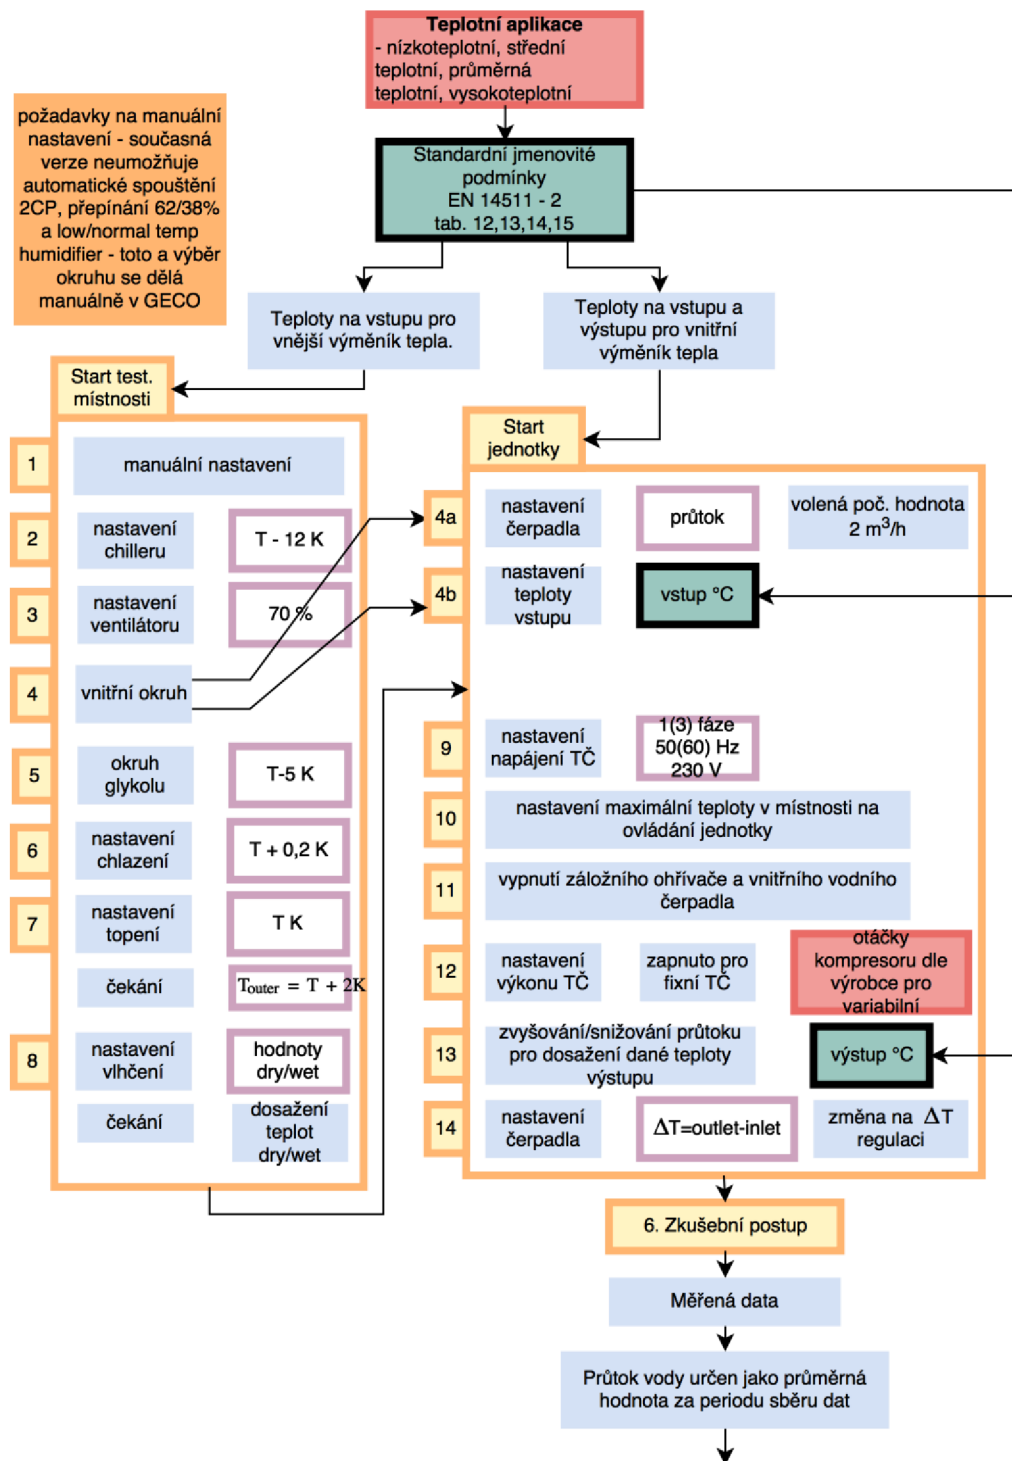 Teplotní aplikace
- nízkoteplotní, střední
teplotní, průměrná
teplotní, vysokoteplotní
požadavky na manuální
nastavení - současná
verze neumožňuje
automatické spouštění
2CP, přepínání 62/38%
a low/normal temp
humidifier - toto a výběr
okruhu se dělá
manuálně v GECO
Standardní jmenovité
podmínky
EN 14511 - 2
tab. 12,13,14,15
Teploty na vstupu pro
vnější výměník tepla.
Teploty na vstupu a
výstupu pro vnitřní
výměník tepla
Start test.
místnosti
1
manuální nastavení
2
nastavení
chilleru
T - 12 K
3
nastavení
ventilátoru
70 %
4
vnitřní okruh
5
okruh
glykolu
T-5 K
6
nastavení
chlazení
T + 0,2 K
7
nastavení
topení
T K
čekání
Touter = T + 2K
8
nastavení
vlhčení
hodnoty
dry/wet
čekání
dosažení
teplot
dry/wet
Start
jednotky
4a
nastavení
čerpadla
průtok
volená poč. hodnota
2 m³/h
4b
nastavení
teploty
vstupu
vstup °C
9
nastavení
napájení TČ
1(3) fáze
50(60) Hz
230 V
10
nastavení maximální teploty v místnosti na
ovládání jednotky
11
vypnutí záložního ohřívače a vnitřního vodního
čerpadla
12
nastavení
výkonu TČ
zapnuto pro
fixní TČ
otáčky
kompresoru dle
výrobce pro
variabilní
13
zvyšování/snižování průtoku
pro dosažení dané teploty
výstupu
výstup °C
14
nastavení
čerpadla
ΔT=outlet-inlet
změna na ΔT
regulaci
6. Zkušební postup
Měřená data
Průtok vody určen jako průměrná
hodnota za periodu sběru dat